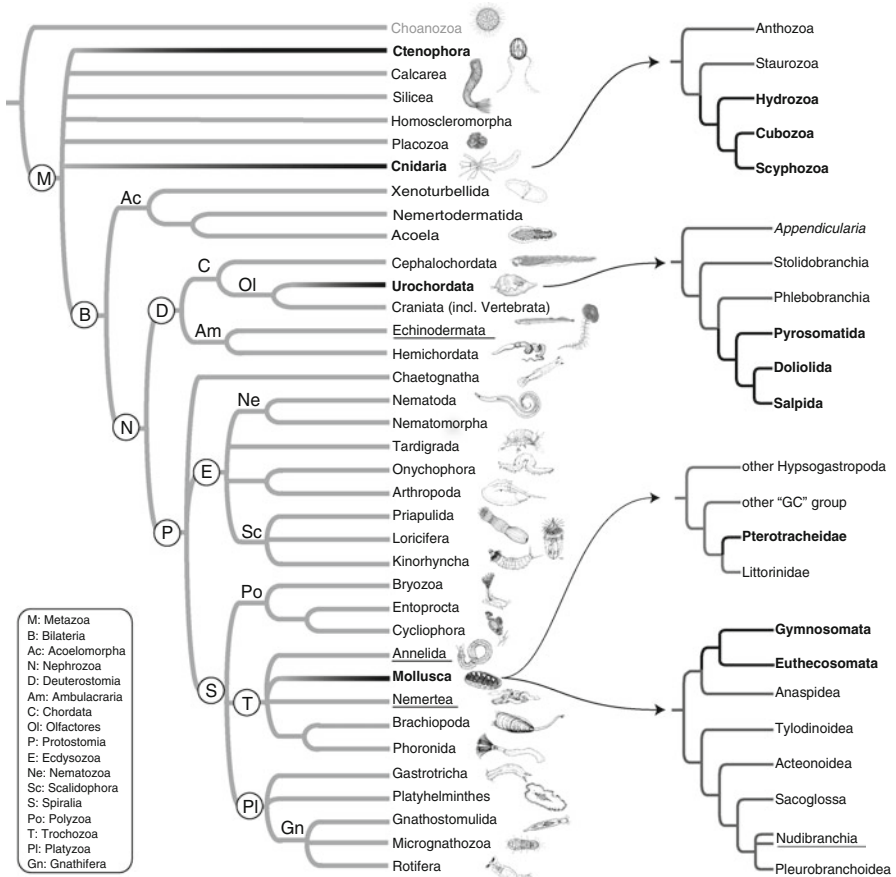 Choanozoa
Ctenophora
Calcarea
Silicea
Homoscleromorpha
Placozoa
Cnidaria
Xenoturbellida
Nemertodermatida
Acoela
Cephalochordata
Urochordata
Craniata (incl. Vertebrata)
Echinodermata
Hemichordata
Chaetognatha
Nematoda
Nematomorpha
Tardigrada
Onychophora
Arthropoda
Priapulida
Loricifera
Kinorhyncha
Bryozoa
Entoprocta
Cycliophora
Annelida
Mollusca
Nemertea
Brachiopoda
Phoronida
Gastrotricha
Platyhelminthes
Gnathostomulida
Micrognathozoa
Rotifera
M
Ac
B
C
Ol
D
Am
N
Ne
E
Sc
P
Po
S
T
Pl
Gn
Anthozoa
Staurozoa
Hydrozoa
Cubozoa
Scyphozoa
Appendicularia
Stolidobranchia
Phlebobranchia
Pyrosomatida
Doliolida
Salpida
other Hypsogastropoda
other “GC” group
Pterotracheidae
Littorinidae
Gymnosomata
Euthecosomata
Anaspidea
Tylodinoidea
Acteonoidea
Sacoglossa
Nudibranchia
Pleurobranchoidea
M: Metazoa
B: Bilateria
Ac: Acoelomorpha
N: Nephrozoa
D: Deuterostomia
Am: Ambulacraria
C: Chordata
Ol: Olfactores
P: Protostomia
E: Ecdysozoa
Ne: Nematozoa
Sc: Scalidophora
S: Spiralia
Po: Polyzoa
T: Trochozoa
Pl: Platyzoa
Gn: Gnathifera